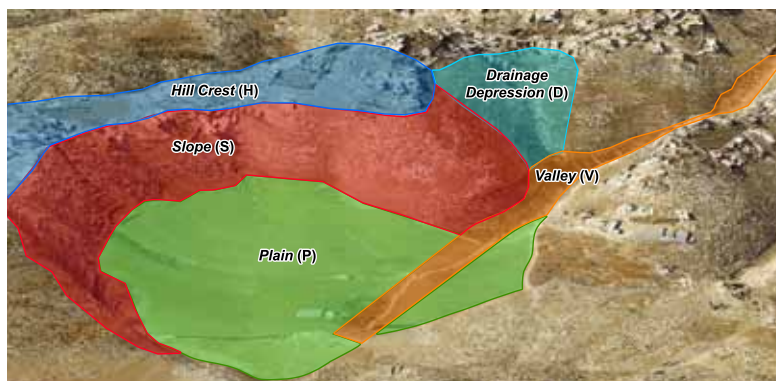 Hill Crest (H)
Drainage
Depression (D)
Slope (S)
Valley (V)
Plain (P)